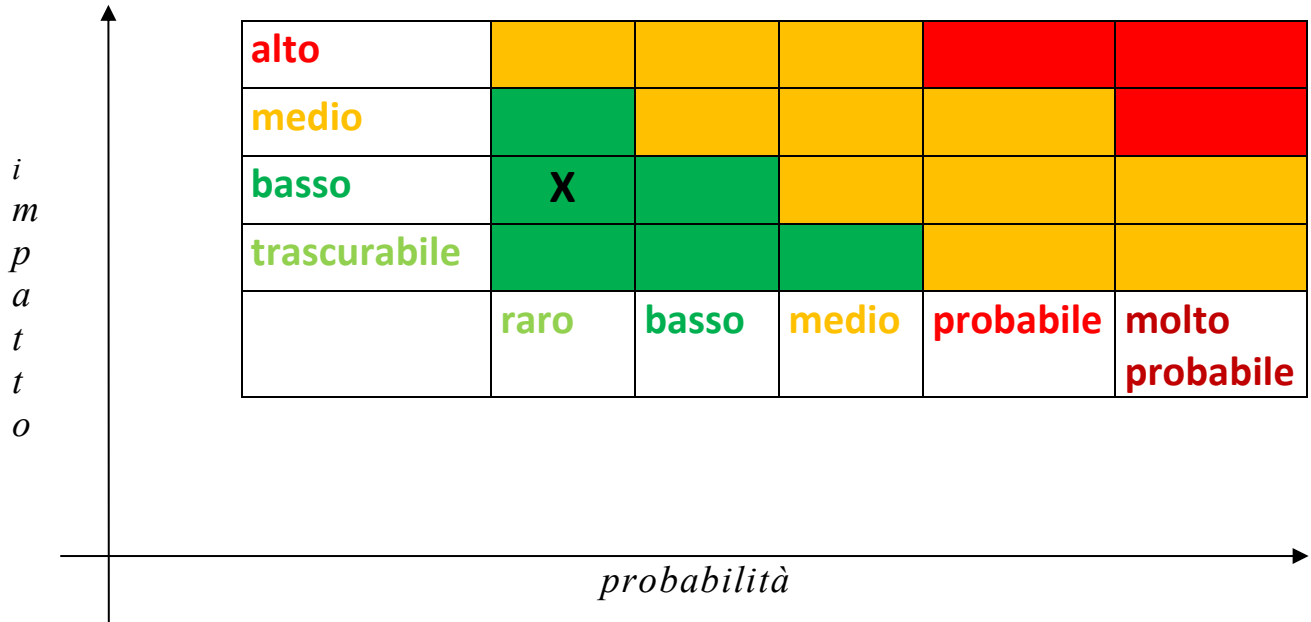 alto
medio
basso X
trascurabile
raro basso medio probabile molto
probabile
i
m
p
a
t
t
o
probabilità